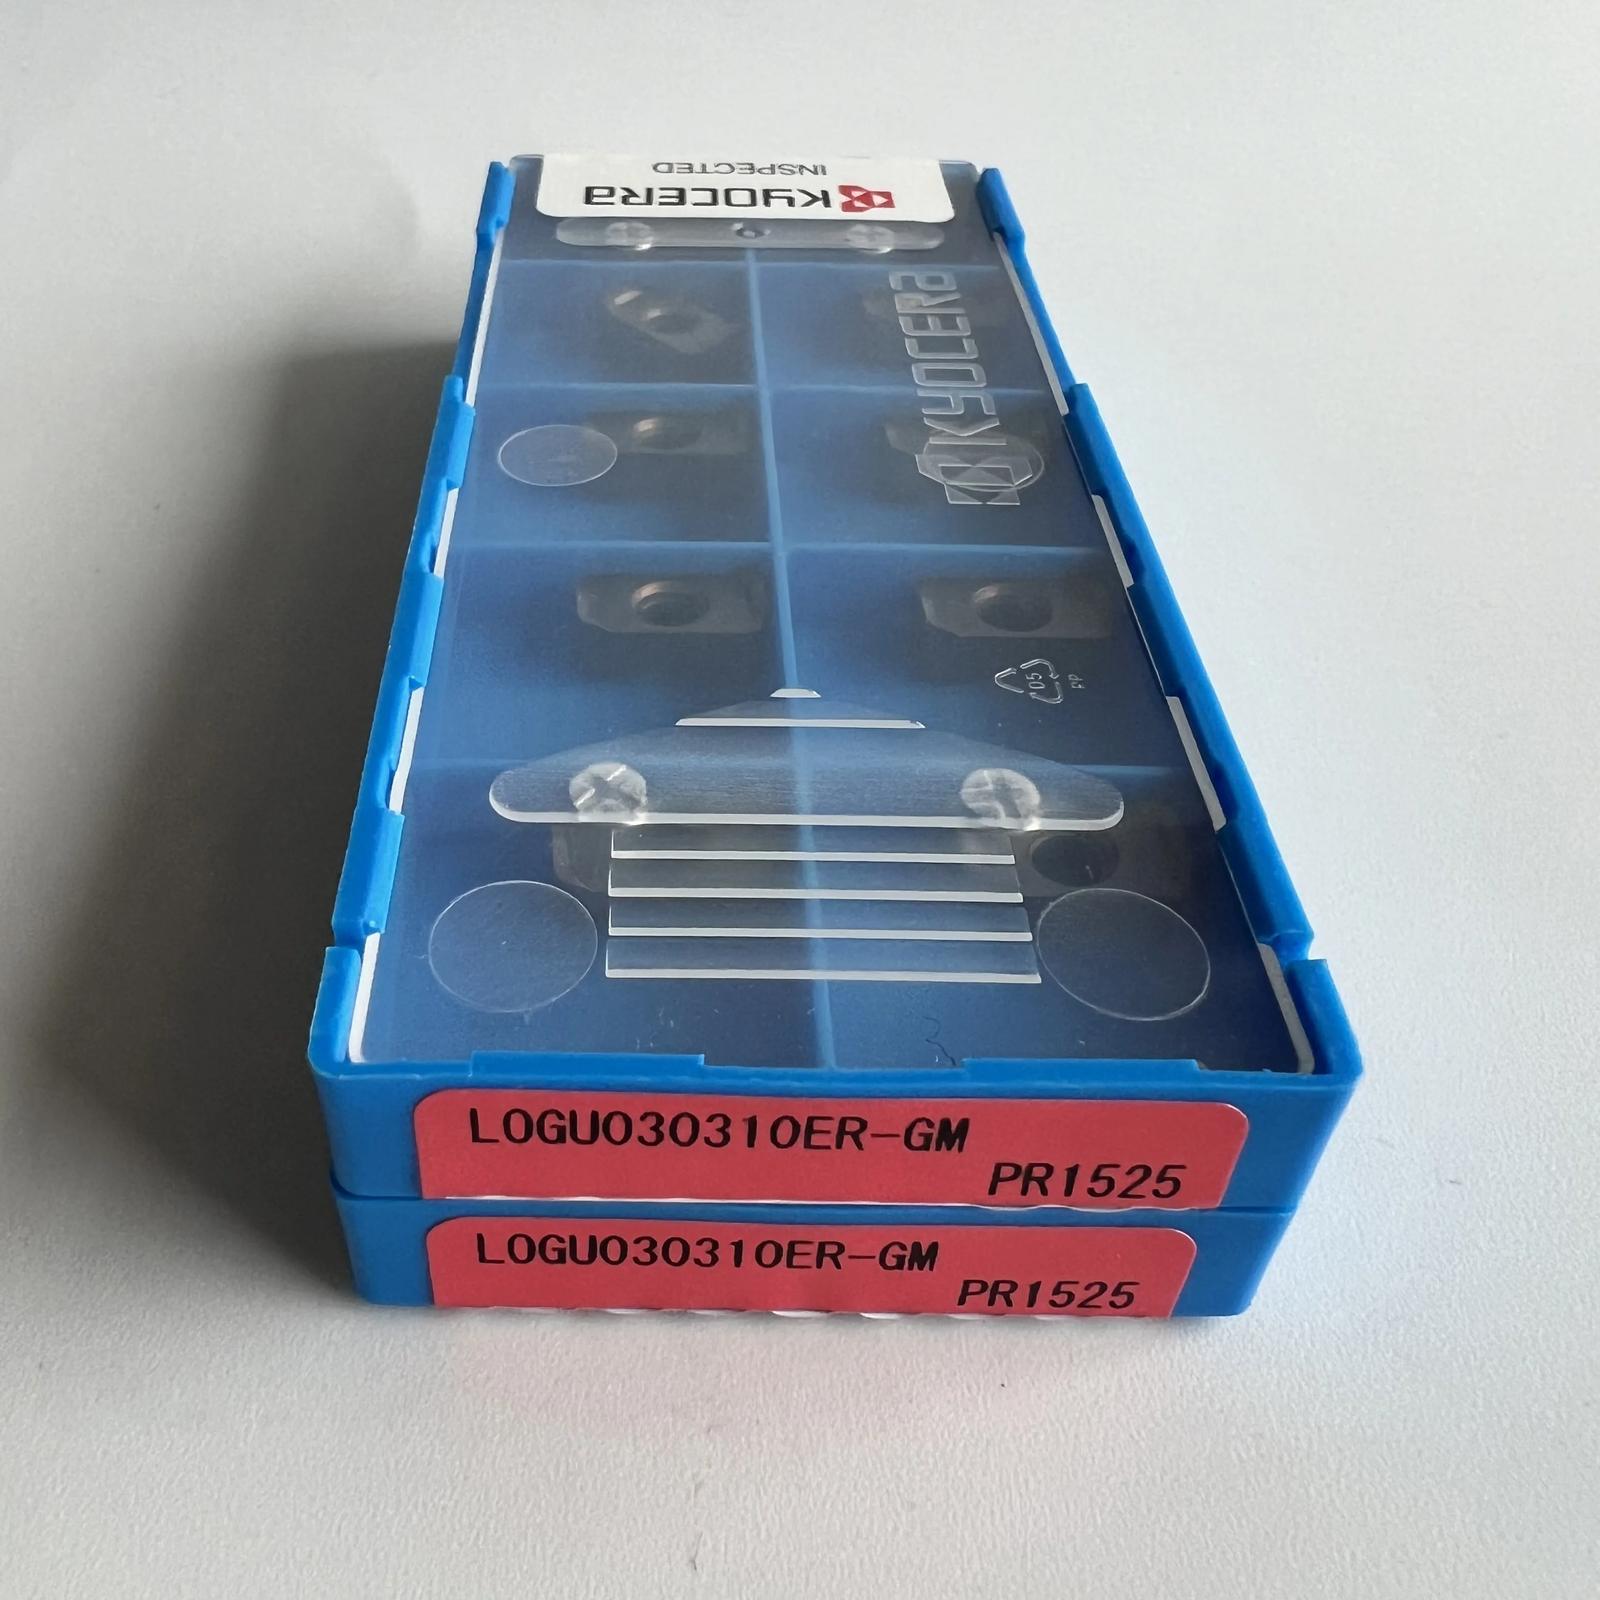 KYOCERA
INSPECTED
KYOCERA
05
PP
LOGU030310ER-GM
PR1525
LOGU030310ER-GM
PR1525